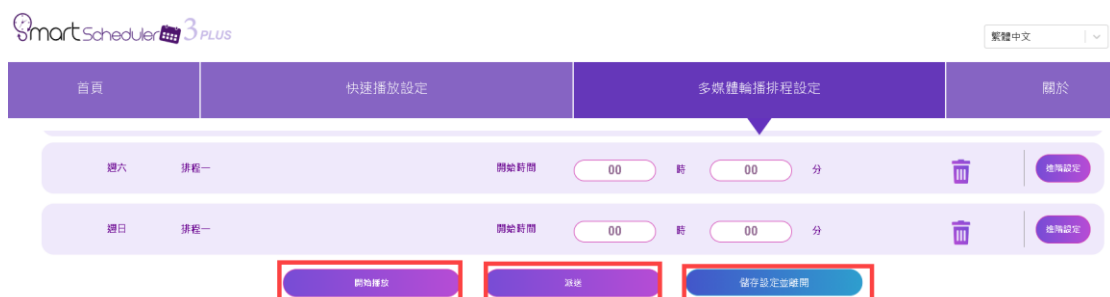 Smart Scheduler 3 PLUS
繁體中文
首頁 快速播放設定 多媒體輪播排程設定 關於
週六 排程一 開始時間 00 時 00 分 進階設定
週日 排程一 開始時間 00 時 00 分 進階設定
開始播放 派送 儲存設定並離開